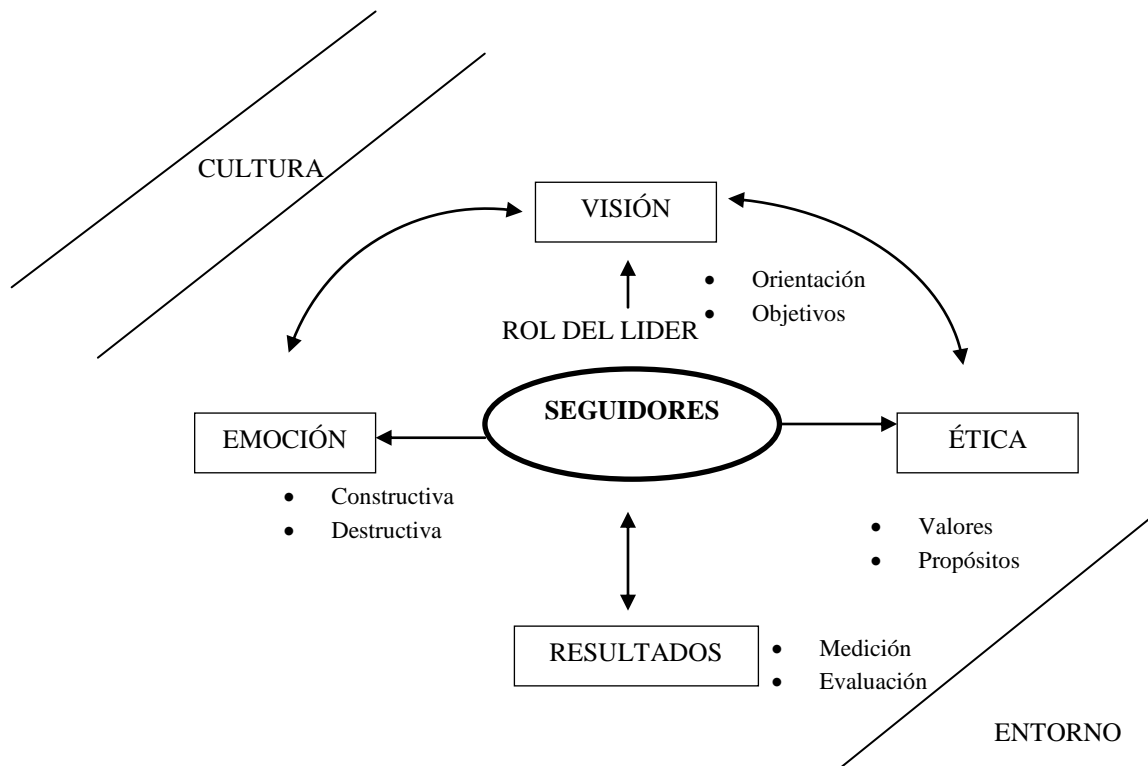 CULTURA
VISIÓN
• Orientación
• Objetivos
ROL DEL LIDER
SEGUIDORES
EMOCIÓN
ÉTICA
• Constructiva
• Destructiva
• Valores
• Propósitos
RESULTADOS
• Medición
• Evaluación
ENTORNO